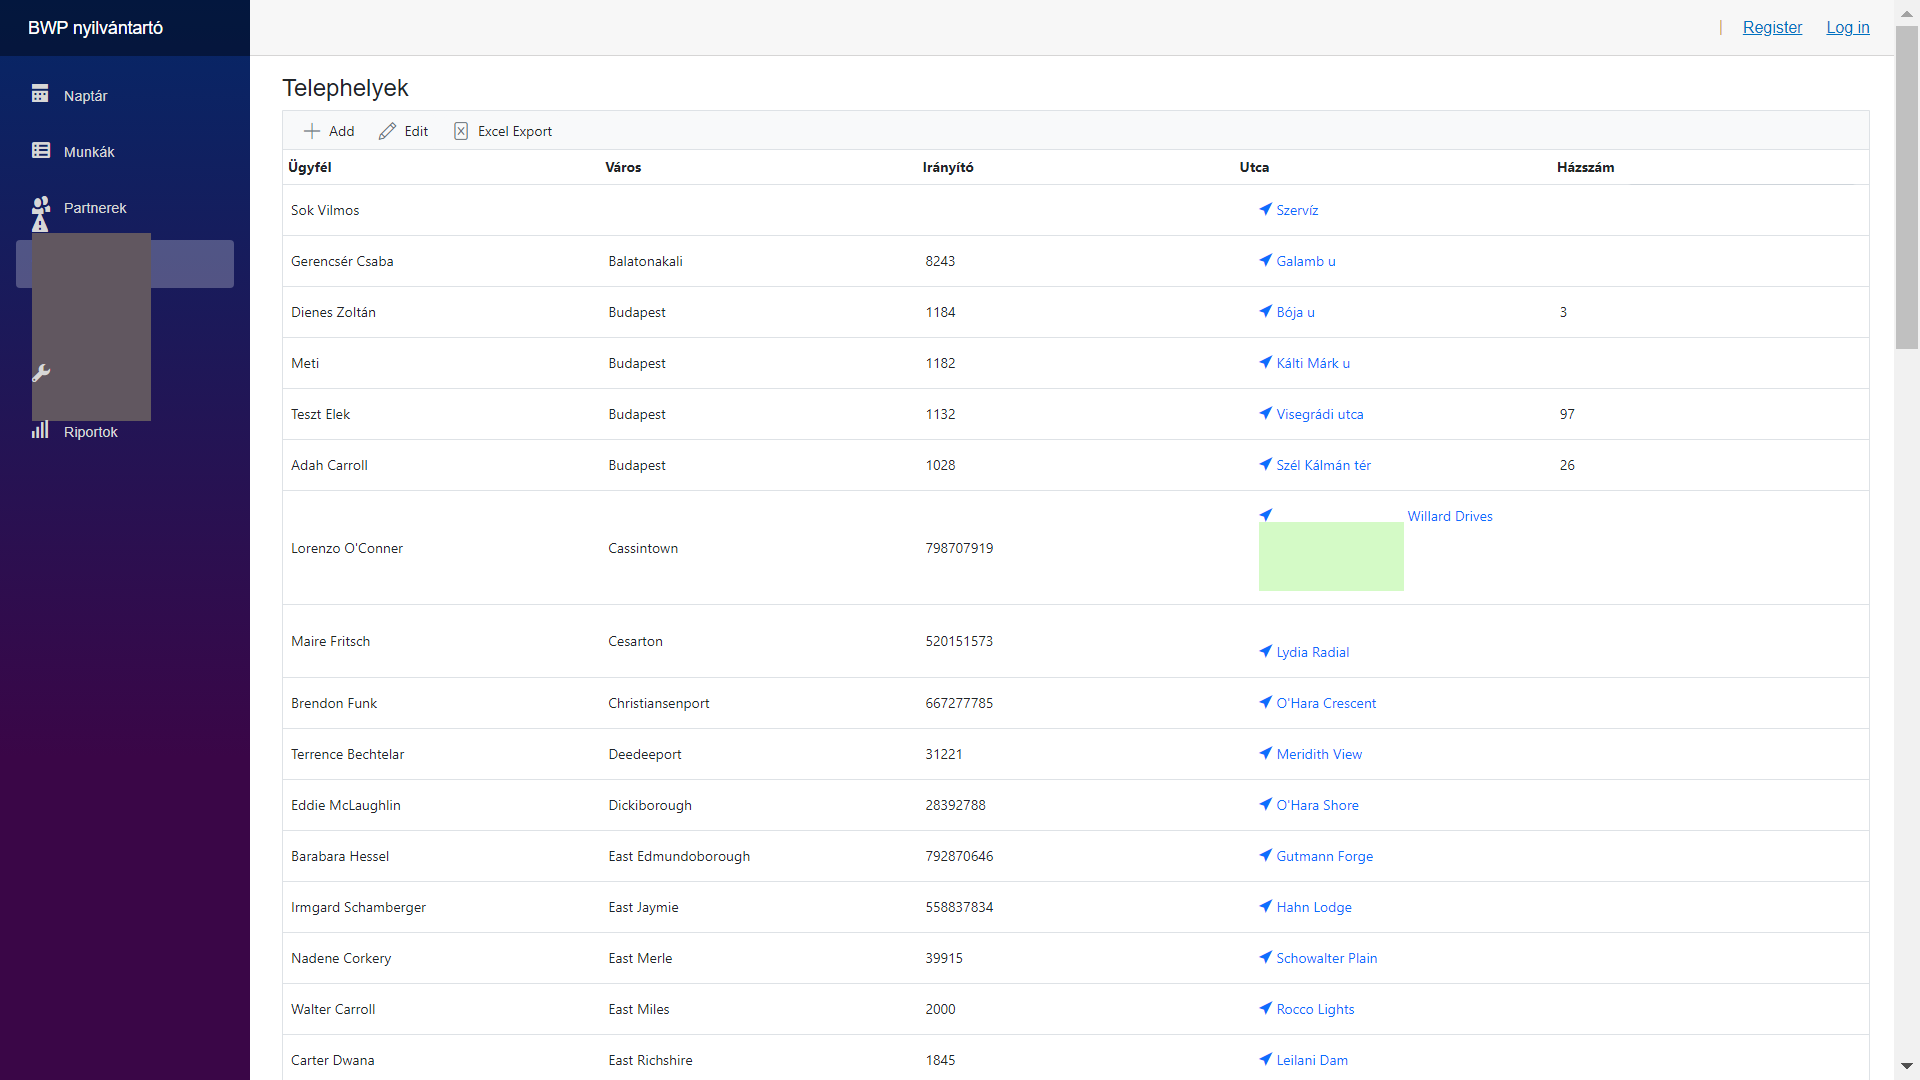 BWP nyilvántartó
Register Log in
Naptár
Munkák
Partnerek
Riportok
Telephelyek
Add Edit Excel Export
Ügyfél Város Irányító Utca Házszám
Sok Vilmos Szervíz
Gerencsér Csaba Balatonakali 8243 Galamb u
Dienes Zoltán Budapest 1184 Bója u 3
Meti Budapest 1182 Kálti Márk u
Teszt Elek Budapest 1132 Visegrádi utca 97
Adah Carroll Budapest 1028 Szél Kálmán tér 26
Lorenzo O'Conner Cassintown 798707919 Willard Drives
Maire Fritsch Cesarton 520151573 Lydia Radial
Brendon Funk Christiansenport 667277785 O'Hara Crescent
Terrence Bechtelar Deedeeport 31221 Meridith View
Eddie McLaughlin Dickiborough 28392788 O'Hara Shore
Barabara Hessel East Edmundoborough 792870646 Gutmann Forge
Irmgard Schamberger East Jaymie 558837834 Hahn Lodge
Nadene Corkery East Merle 39915 Schowalter Plain
Walter Carroll East Miles 2000 Rocco Lights
Carter Dwana East Richshire 1845 Leilani Dam